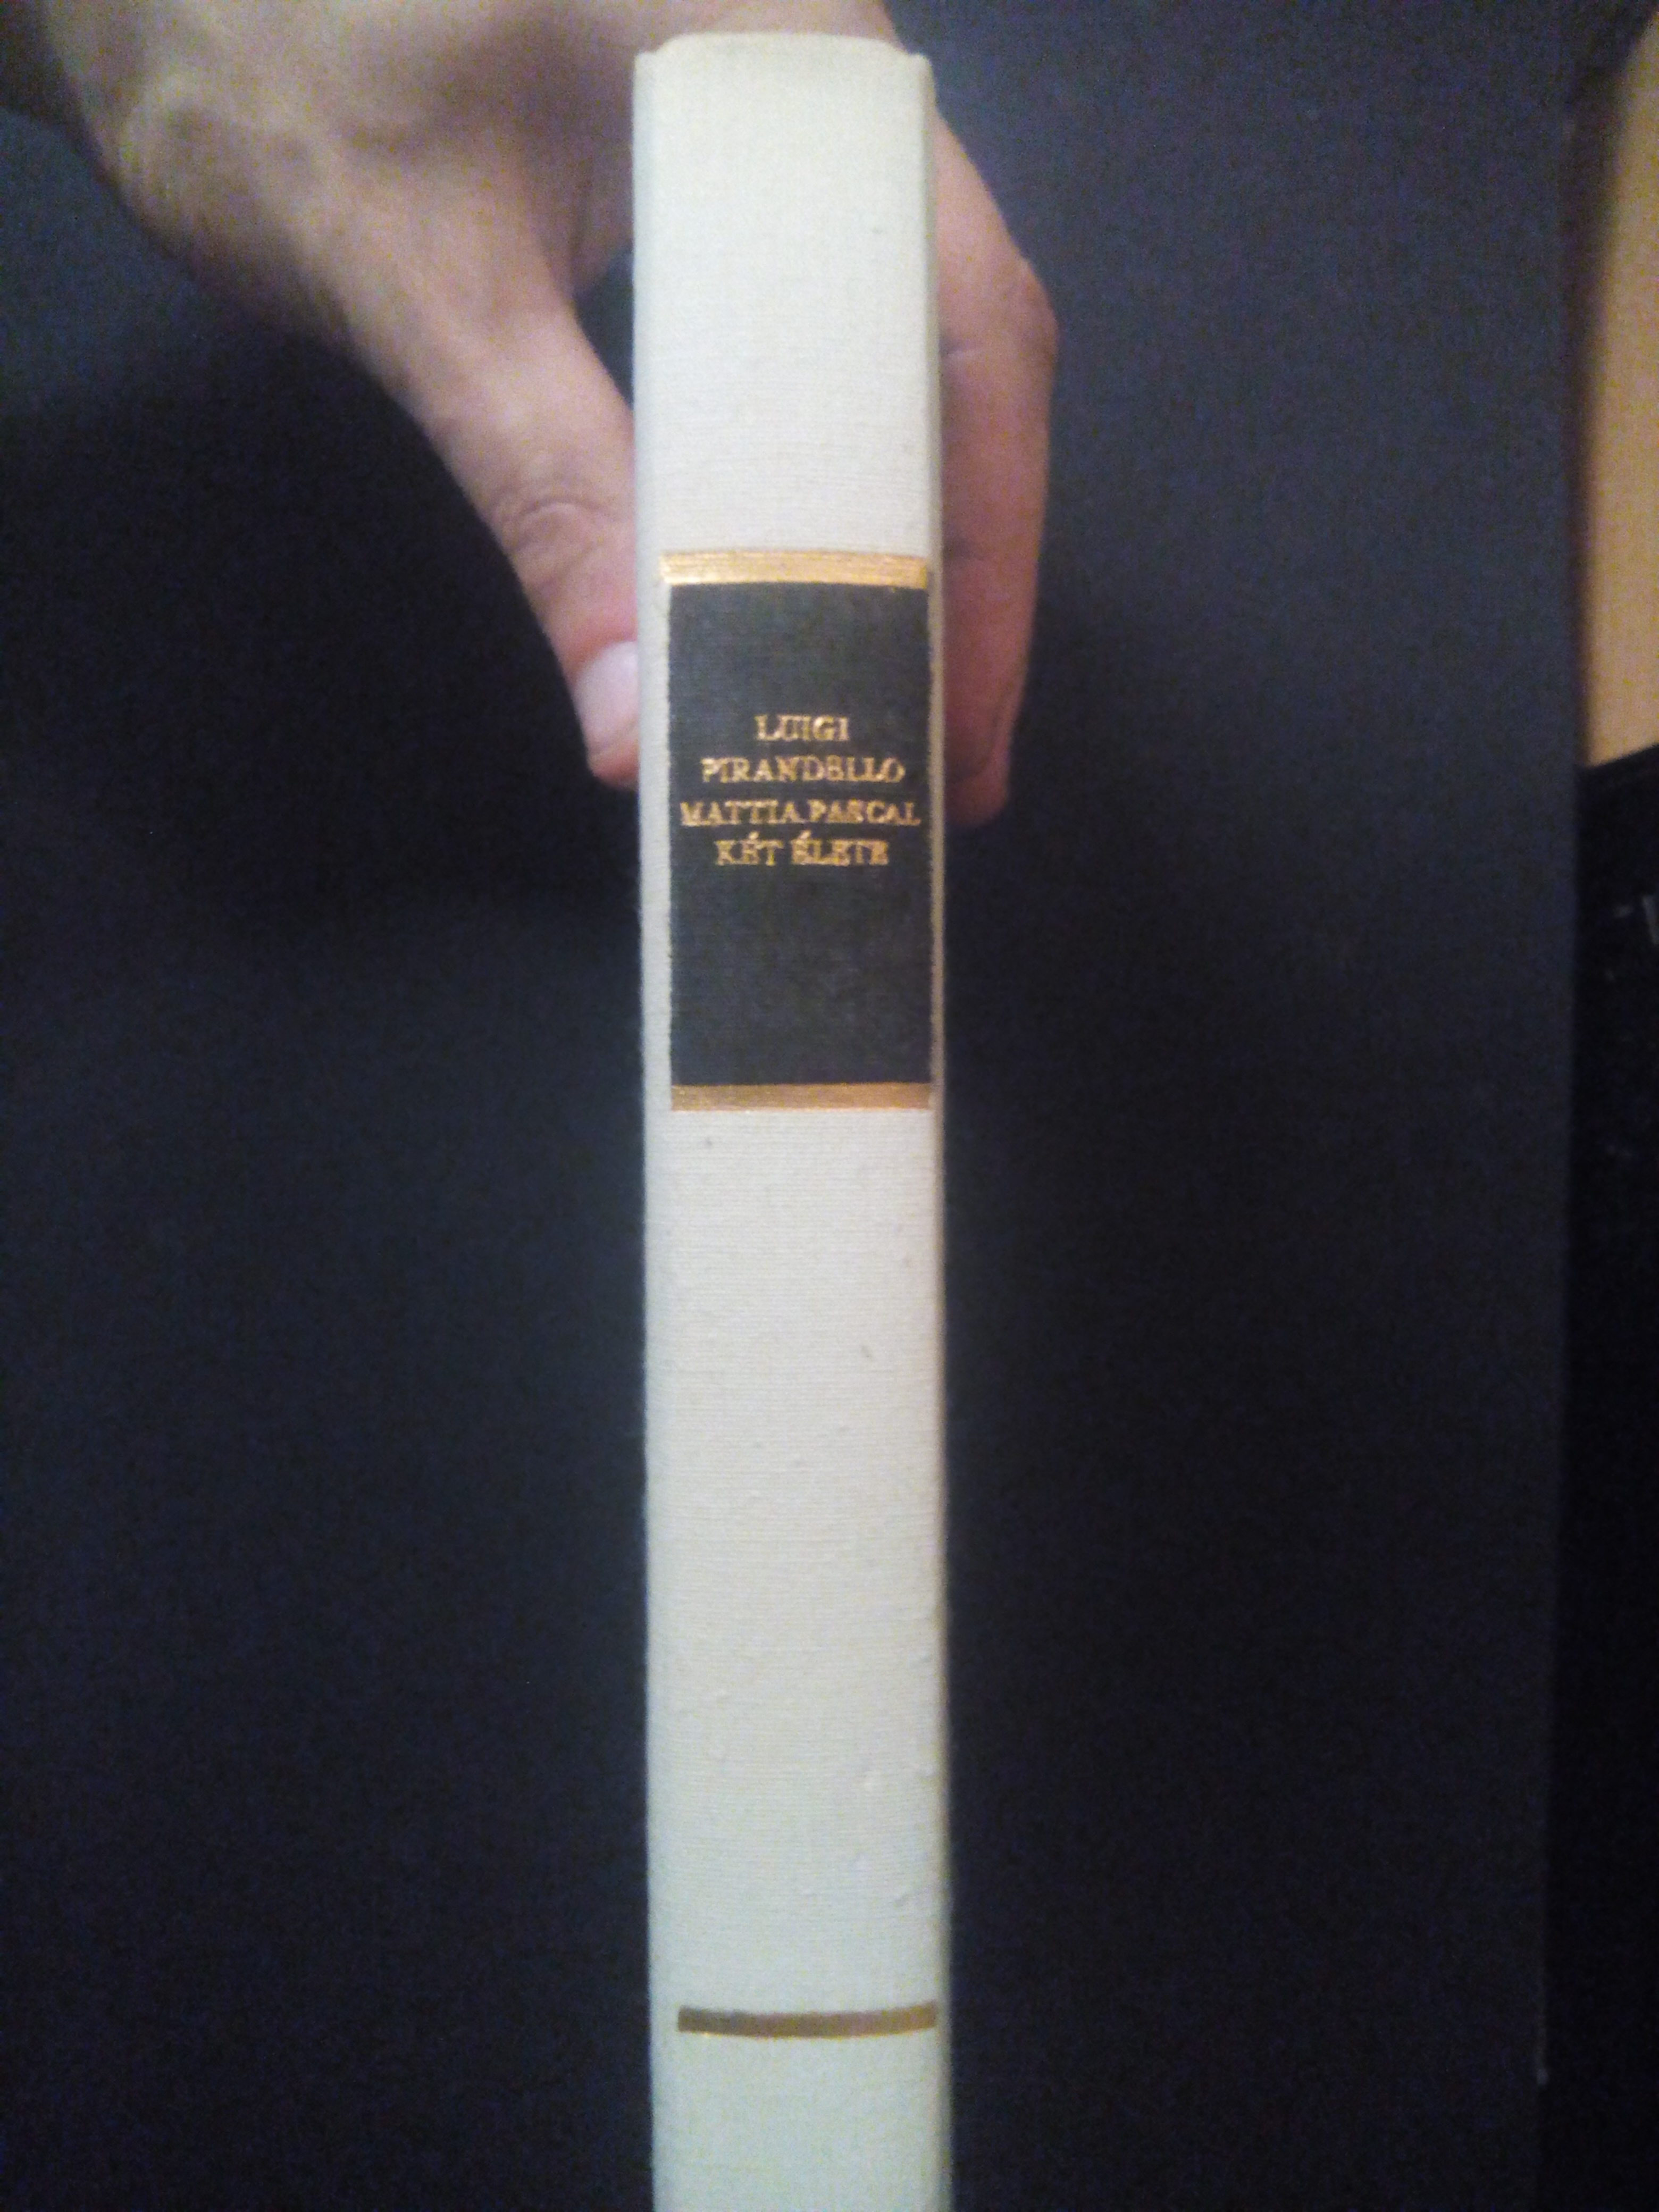 LUIGI
PIRANDELLO
MATTIA PASCAL
KÉT ÉLETE